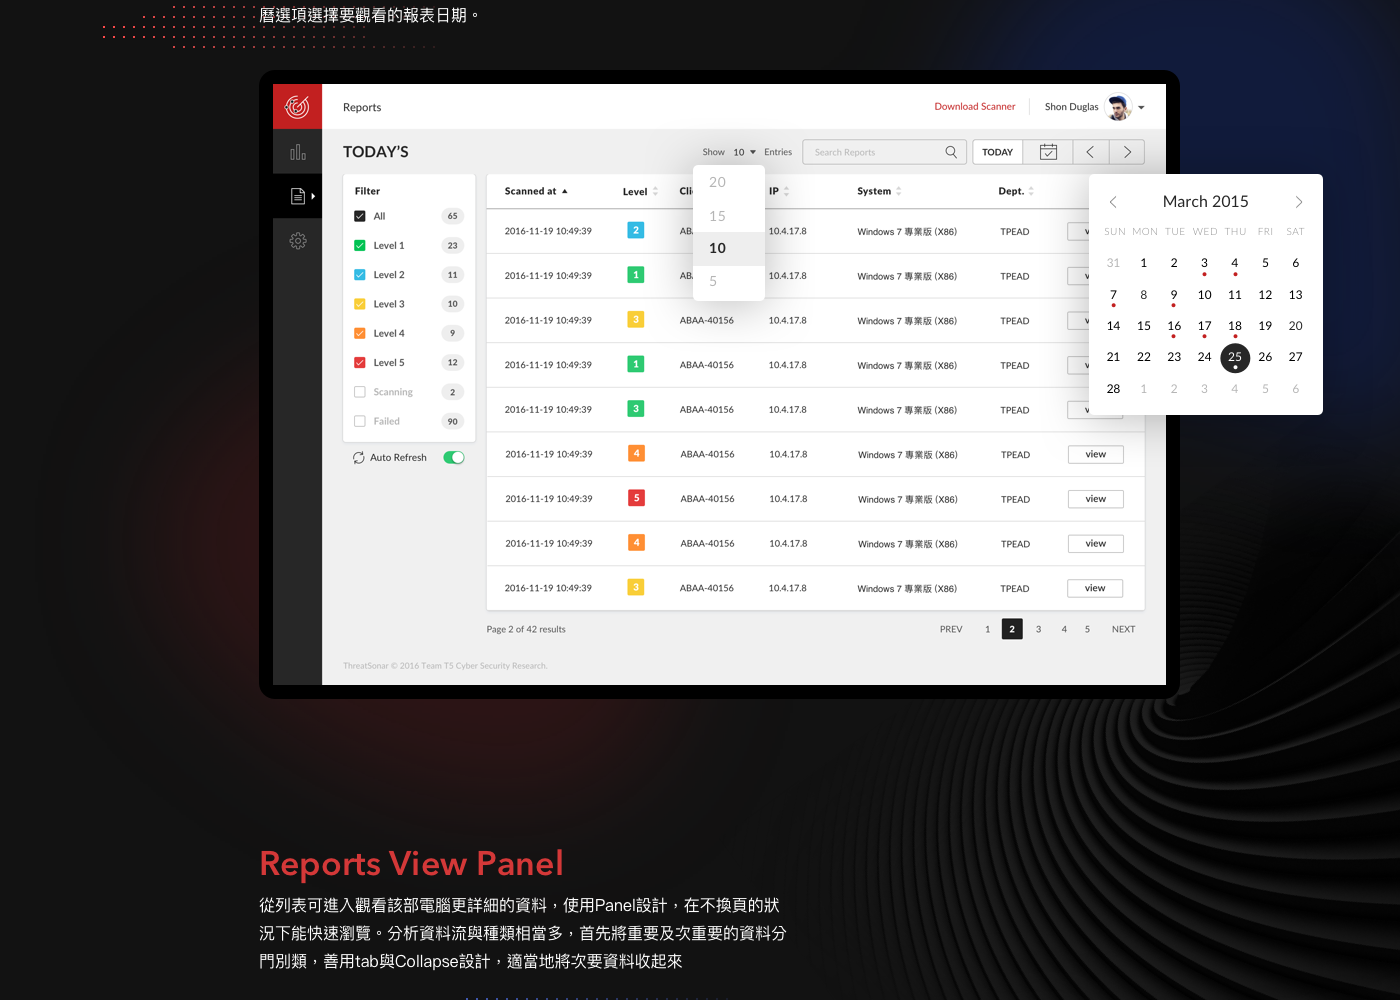 曆選項選擇要觀看的報表日期。
Reports
Download Scanner
Shon Duglas
TODAY'S
Show 10 Entries
Search Reports
TODAY
20
15
10
5
Filter
All 65
Level 1 23
Level 2 11
Level 3 10
Level 4 9
Level 5 12
Scanning 2
Failed 90
Auto Refresh
Scanned at Level IP System Dept.
2016-11-19 10:49:39 2 10.4.17.8 Windows 7 專業版 (X86) TPEAD
2016-11-19 10:49:39 1 10.4.17.8 Windows 7 專業版 (X86) TPEAD
2016-11-19 10:49:39 3 ABAA-40156 10.4.17.8 Windows 7 專業版 (X86) TPEAD
2016-11-19 10:49:39 1 ABAA-40156 10.4.17.8 Windows 7 專業版 (X86) TPEAD
2016-11-19 10:49:39 3 ABAA-40156 10.4.17.8 Windows 7 專業版 (X86) TPEAD
2016-11-19 10:49:39 4 ABAA-40156 10.4.17.8 Windows 7 專業版 (X86) TPEAD view
2016-11-19 10:49:39 5 ABAA-40156 10.4.17.8 Windows 7 專業版 (X86) TPEAD view
2016-11-19 10:49:39 4 ABAA-40156 10.4.17.8 Windows 7 專業版 (X86) TPEAD view
2016-11-19 10:49:39 3 ABAA-40156 10.4.17.8 Windows 7 專業版 (X86) TPEAD view
March 2015
SUN MON TUE WED THU FRI SAT
31 1 2 3 4 5 6
7 8 9 10 11 12 13
14 15 16 17 18 19 20
21 22 23 24 25 26 27
28 1 2 3 4 5 6
Page 2 of 42 results
PREV 1 2 3 4 5 NEXT
ThreatSonar © 2016 Team T5 Cyber Security Research.
Reports View Panel
從列表可進入觀看該部電腦更詳細的資料，使用Panel設計，在不換頁的狀
況下能快速瀏覽。分析資料流與種類相當多，首先將重要及次重要的資料分
門別類，善用tab與Collapse設計，適當地將次要資料收起來